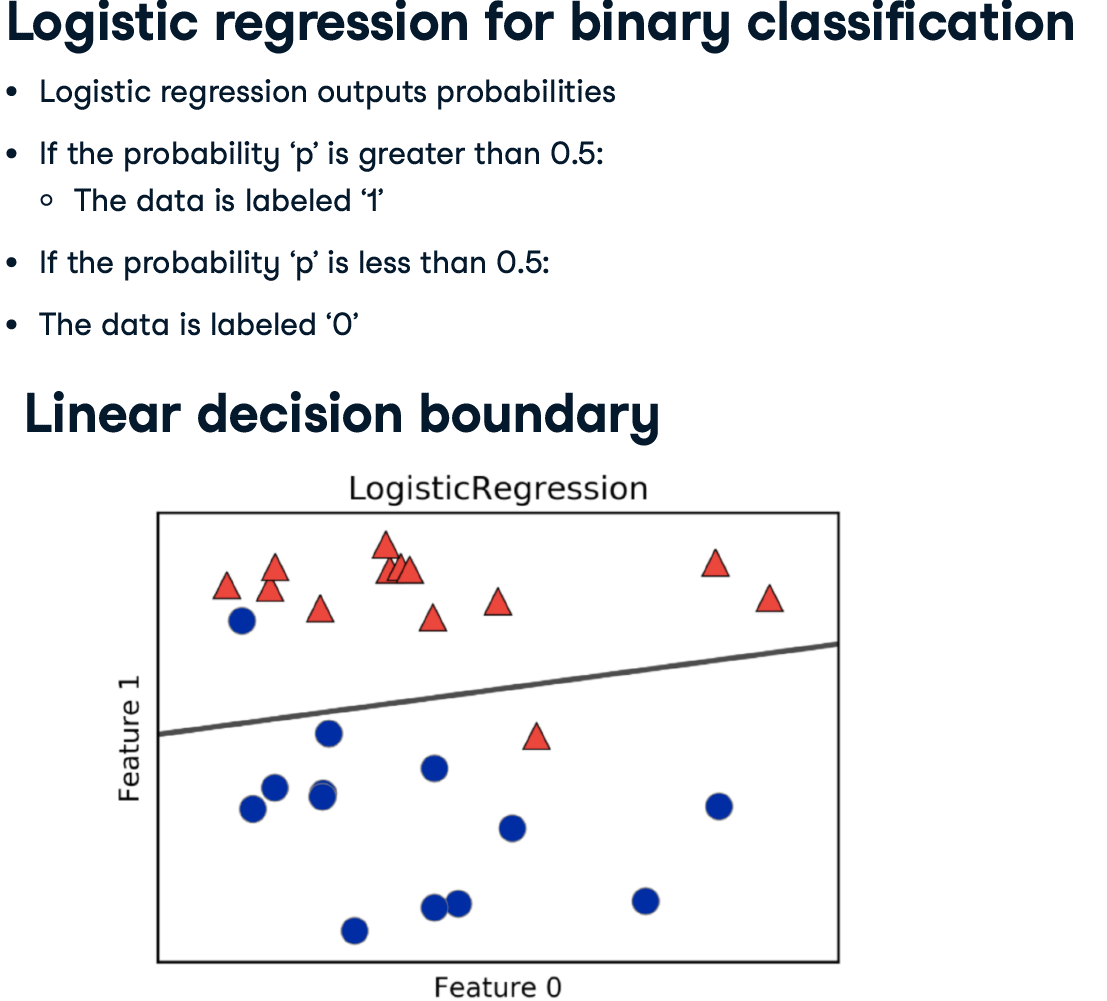 Logistic regression for binary classification
• Logistic regression outputs probabilities
• If the probability ‘p’ is greater than 0.5:
○ The data is labeled ‘1’
• If the probability ‘p’ is less than 0.5:
• The data is labeled ‘0’
Linear decision boundary
LogisticRegression
Feature 1
Feature 0